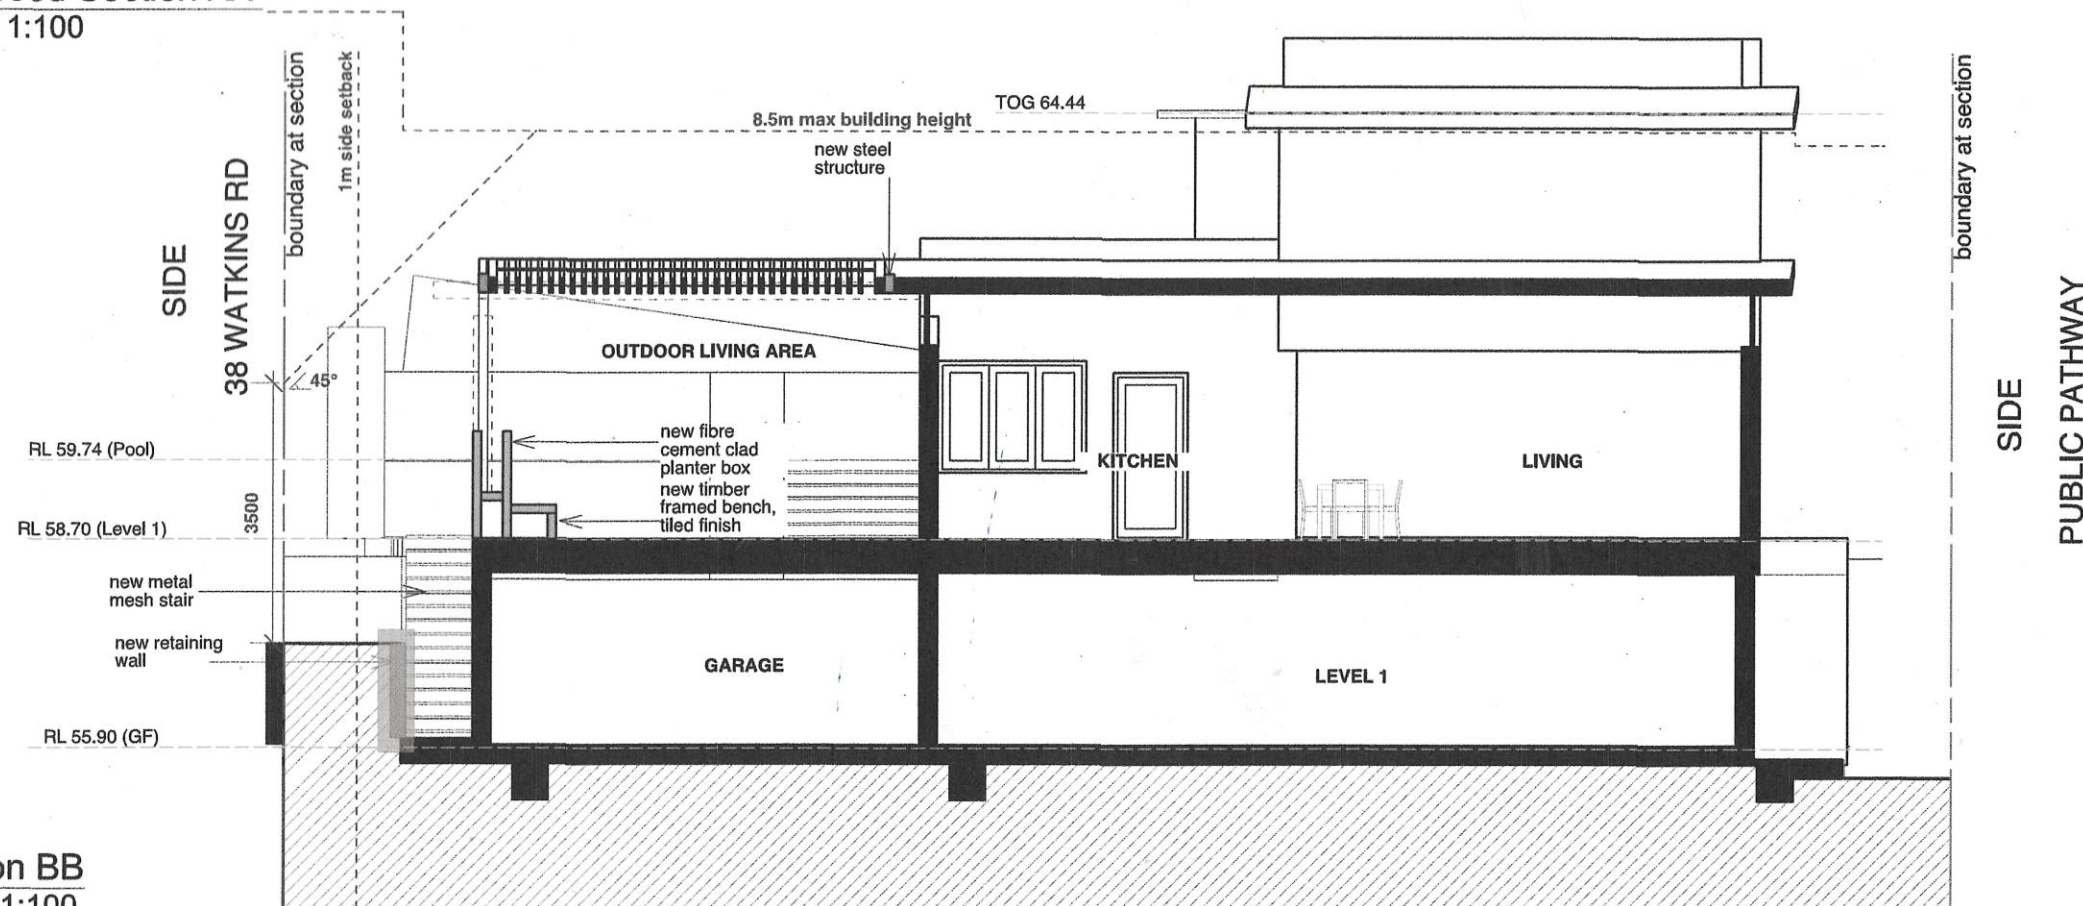 1:100
boundary at section
1m side setback
38 WATKINS RD
SIDE
TOG 64.44
8.5m max building height
new steel
structure
boundary at section
SIDE
PUBLIC PATHWAY
45°
OUTDOOR LIVING AREA
RL 59.74 (Pool)
new fibre
cement clad
planter box
new timber
framed bench,
tiled finish
KITCHEN
LIVING
3500
RL 58.70 (Level 1)
new metal
mesh stair
new retaining
wall
GARAGE
LEVEL 1
RL 55.90 (GF)
on BB
1:100